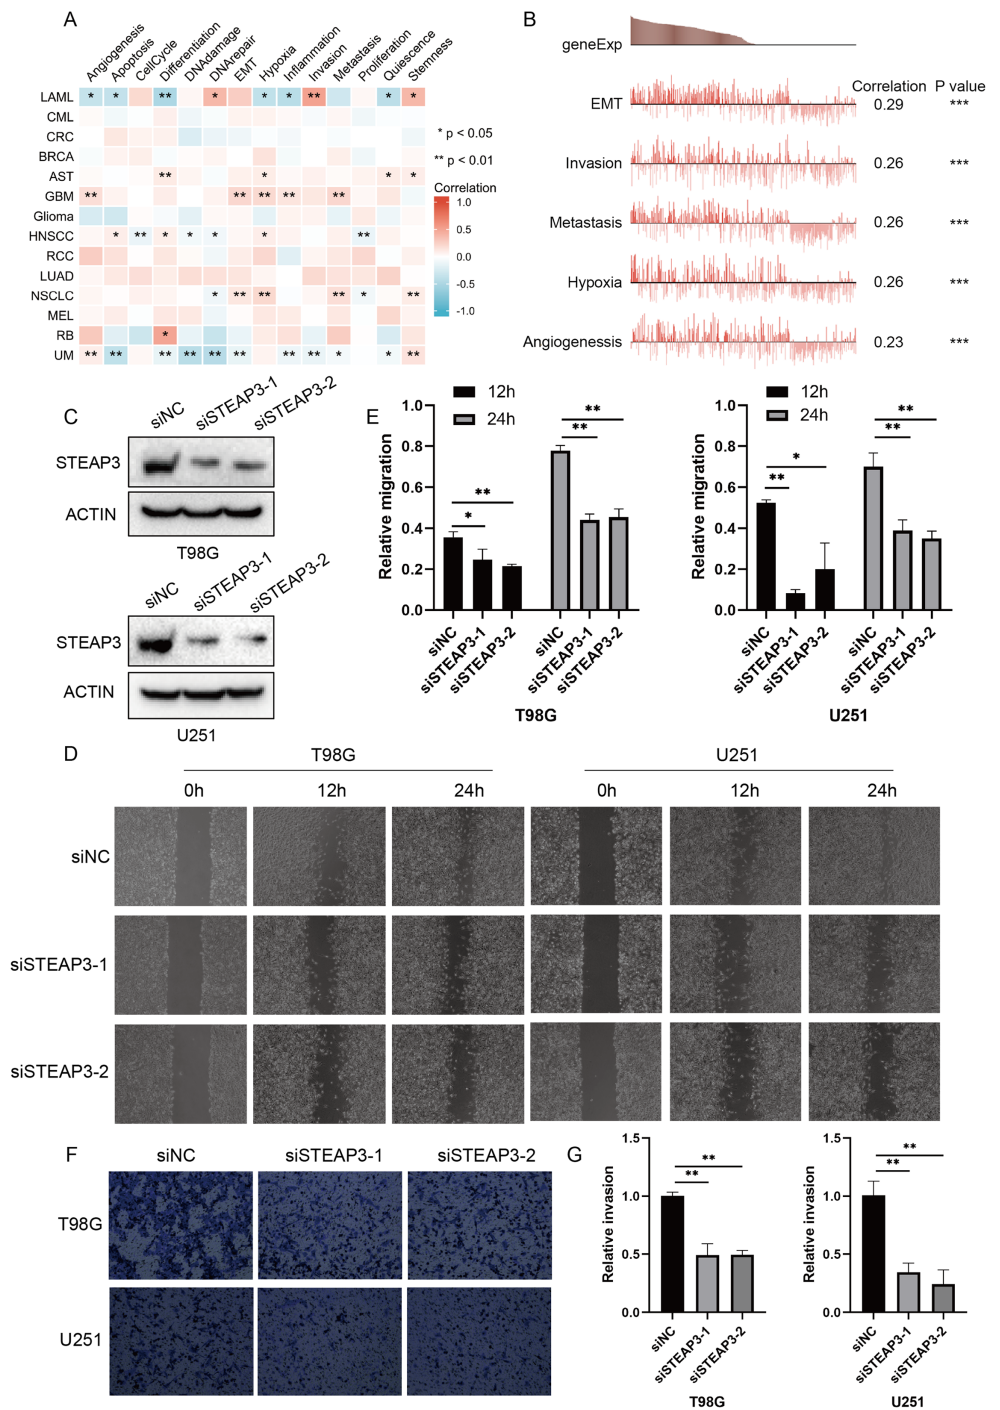 A
Angiogenesis
Apoptosis
CellCycle
Differentiation
DNAdamage
DNArepair
EMT
Hypoxia
Inflammation
Invasion
Metastasis
Proliferation
Quiescence
Stemness
LAML * * ** * * * ** * *
CML
CRC
BRCA
AST ** * * *
GBM ** ** ** ** **
Glioma
HNSCC * ** * * * * **
RCC
LUAD
NSCLC * ** ** ** * **
MEL
RB *
UM ** ** ** ** ** ** ** ** * * **
* p < 0.05
** p < 0.01
Correlation
1.0
0.5
0.0
-0.5
-1.0
B
geneExp
Correlation P value
EMT 0.29 ***
Invasion 0.26 ***
Metastasis 0.26 ***
Hypoxia 0.26 ***
Angiogenessis 0.23 ***
C
siNC siSTEAP3-1 siSTEAP3-2
STEAP3
ACTIN
T98G
siNC siSTEAP3-1 siSTEAP3-2
STEAP3
ACTIN
U251
E
12h
24h
Relative migration
1.0
0.8
0.6
0.4
0.2
0.0
* ** ** **
siNC siSTEAP3-1 siSTEAP3-2 siNC siSTEAP3-1 siSTEAP3-2
T98G
12h
24h
Relative migration
1.0
0.8
0.6
0.4
0.2
0.0
** * ** **
siNC siSTEAP3-1 siSTEAP3-2 siNC siSTEAP3-1 siSTEAP3-2
U251
D
T98G U251
0h 12h 24h 0h 12h 24h
siNC
siSTEAP3-1
siSTEAP3-2
F
siNC siSTEAP3-1 siSTEAP3-2
T98G
U251
G
Relative invasion
1.5
1.0
0.5
0.0
** **
siNC siSTEAP3-1 siSTEAP3-2
T98G
Relative invasion
1.5
1.0
0.5
0.0
** **
siNC siSTEAP3-1 siSTEAP3-2
U251